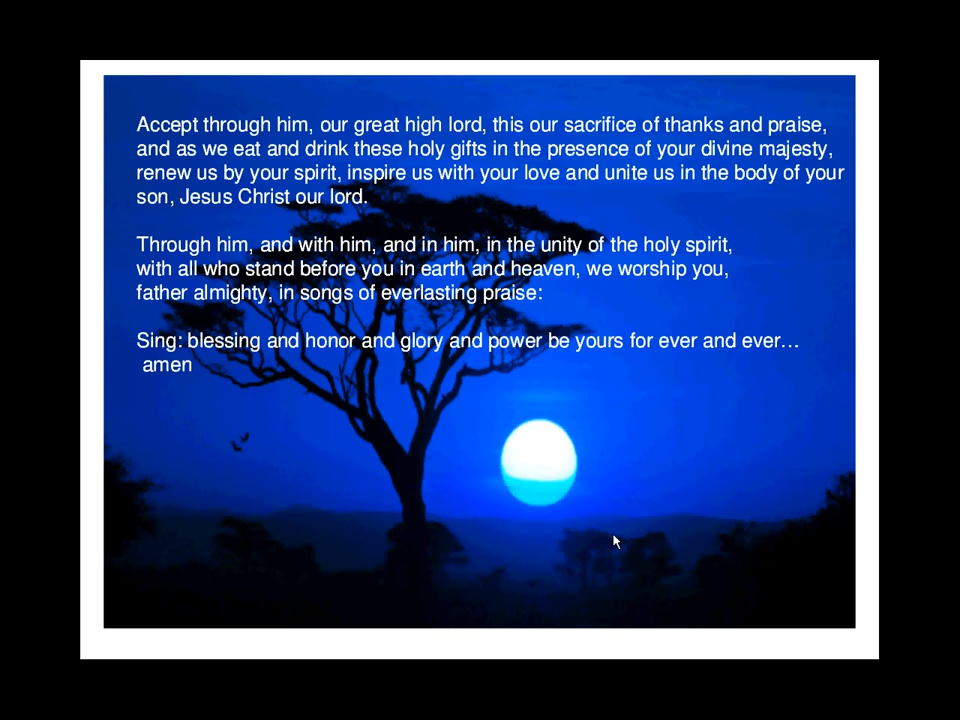 Accept through him, our great high lord, this our sacrifice of thanks and praise,
and as we eat and drink these holy gifts in the presence of your divine majesty,
renew us by your spirit, inspire us with your love and unite us in the body of your
son, Jesus Christ our lord.
Through him, and with him, and in him, in the unity of the holy spirit,
with all who stand before you in earth and heaven, we worship you,
father almighty, in songs of everlasting praise:
Sing: blessing and honor and glory and power be yours for ever and ever…
amen